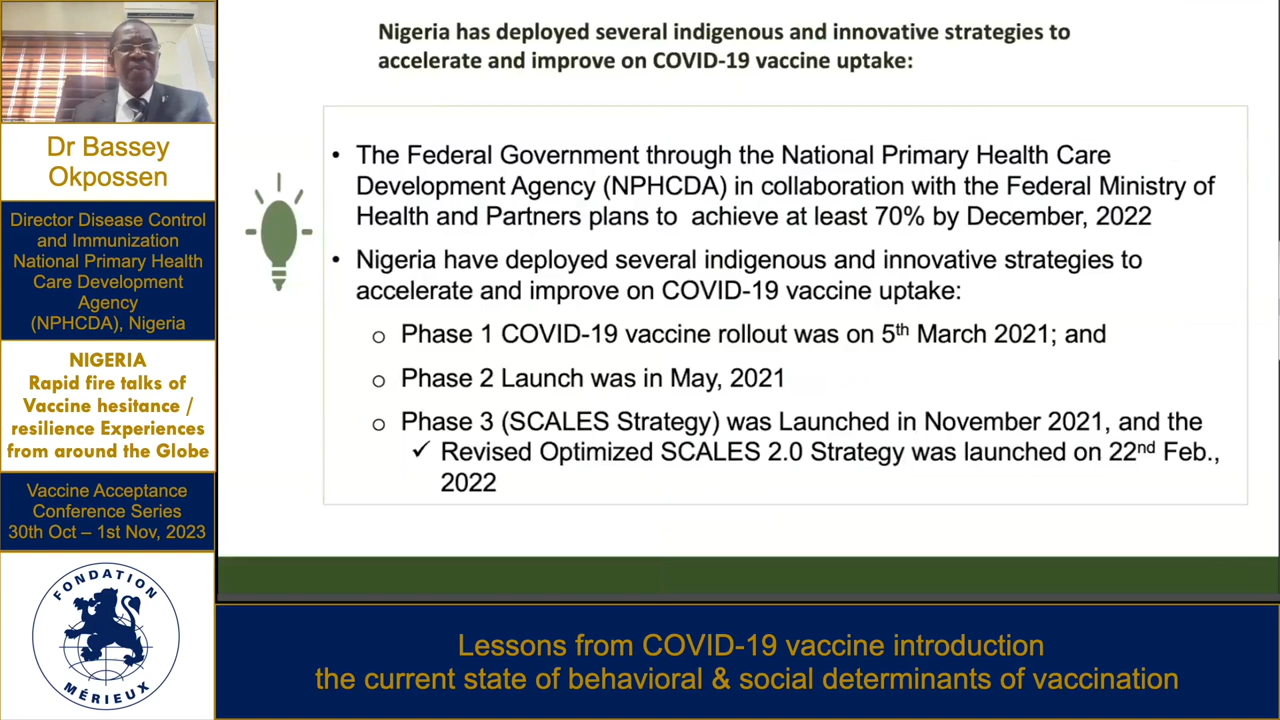 Dr Bassey
Okpossen
Director Disease Control
and Immunization
National Primary Health
Care Development
Agency
(NPHCDA), Nigeria
NIGERIA
Rapid fire talks of
Vaccine hesitance /
resilience Experiences
from around the Globe
Vaccine Acceptance
Conference Series
30th Oct – 1st Nov, 2023
FONDATION
MÉRIEUX
Nigeria has deployed several indigenous and innovative strategies to
accelerate and improve on COVID-19 vaccine uptake:
• The Federal Government through the National Primary Health Care
Development Agency (NPHCDA) in collaboration with the Federal Ministry of
Health and Partners plans to achieve at least 70% by December, 2022
• Nigeria have deployed several indigenous and innovative strategies to
accelerate and improve on COVID-19 vaccine uptake:
o Phase 1 COVID-19 vaccine rollout was on 5th March 2021; and
o Phase 2 Launch was in May, 2021
o Phase 3 (SCALES Strategy) was Launched in November 2021, and the
✓ Revised Optimized SCALES 2.0 Strategy was launched on 22nd Feb.,
2022
Lessons from COVID-19 vaccine introduction
the current state of behavioral & social determinants of vaccination